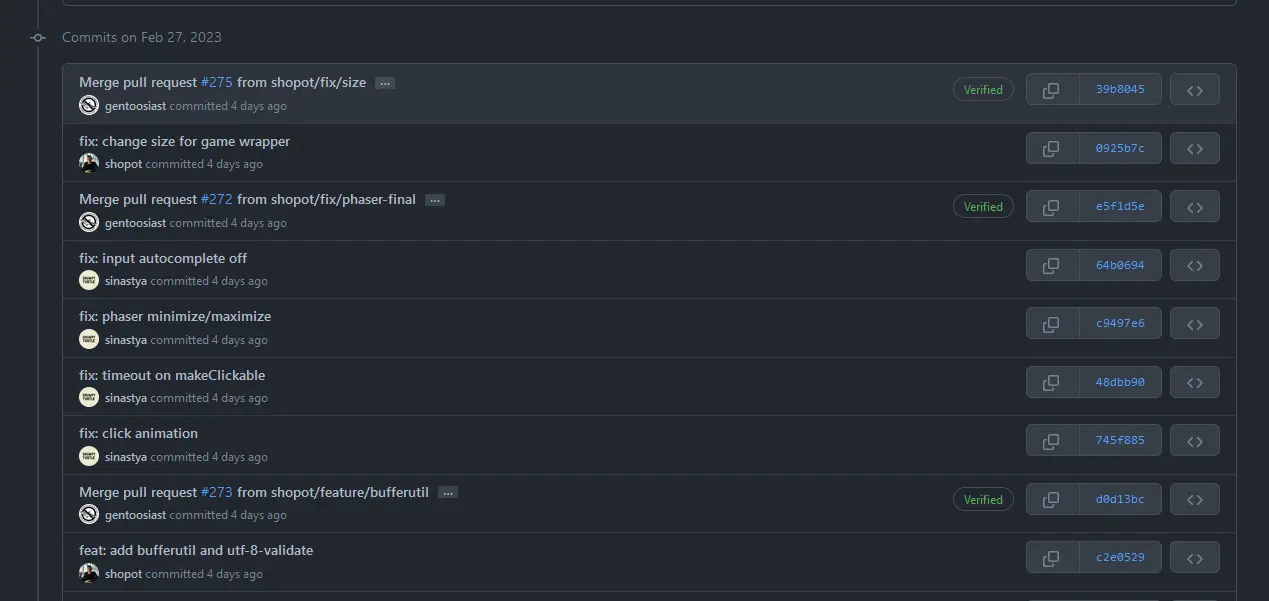 Commits on Feb 27, 2023
Merge pull request #275 from shopot/fix/size ...
Verified 39b8045
gentoosiast committed 4 days ago
fix: change size for game wrapper
0925b7c
shopot committed 4 days ago
Merge pull request #272 from shopot/fix/phaser-final ...
Verified e5f1d5e
gentoosiast committed 4 days ago
fix: input autocomplete off
64b0694
sinastya committed 4 days ago
fix: phaser minimize/maximize
c9497e6
sinastya committed 4 days ago
fix: timeout on makeClickable
48dbb90
sinastya committed 4 days ago
fix: click animation
745f885
sinastya committed 4 days ago
Merge pull request #273 from shopot/feature/bufferutil ...
Verified d0d13bc
gentoosiast committed 4 days ago
feat: add bufferutil and utf-8-validate
c2e0529
shopot committed 4 days ago